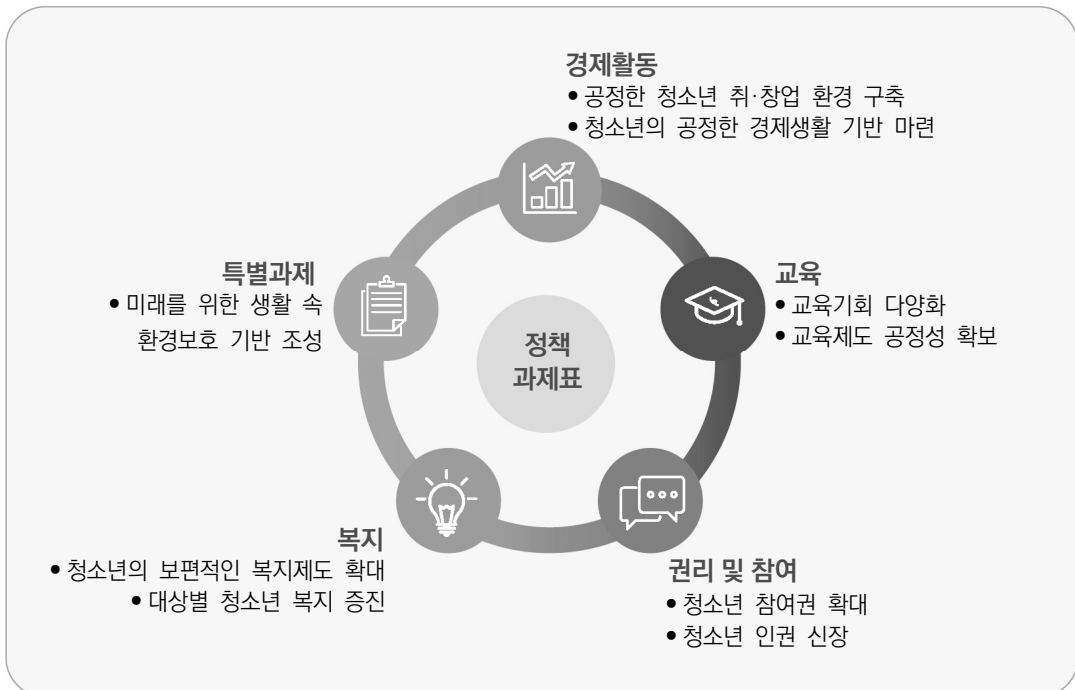 경제활동
• 공정한 청소년 취·창업 환경 구축
• 청소년의 공정한 경제생활 기반 마련
특별과제
• 미래를 위한 생활 속
환경보호 기반 조성
교육
• 교육기회 다양화
• 교육제도 공정성 확보
정책
과제표
복지
• 청소년의 보편적인 복지제도 확대
• 대상별 청소년 복지 증진
권리 및 참여
• 청소년 참여권 확대
• 청소년 인권 신장